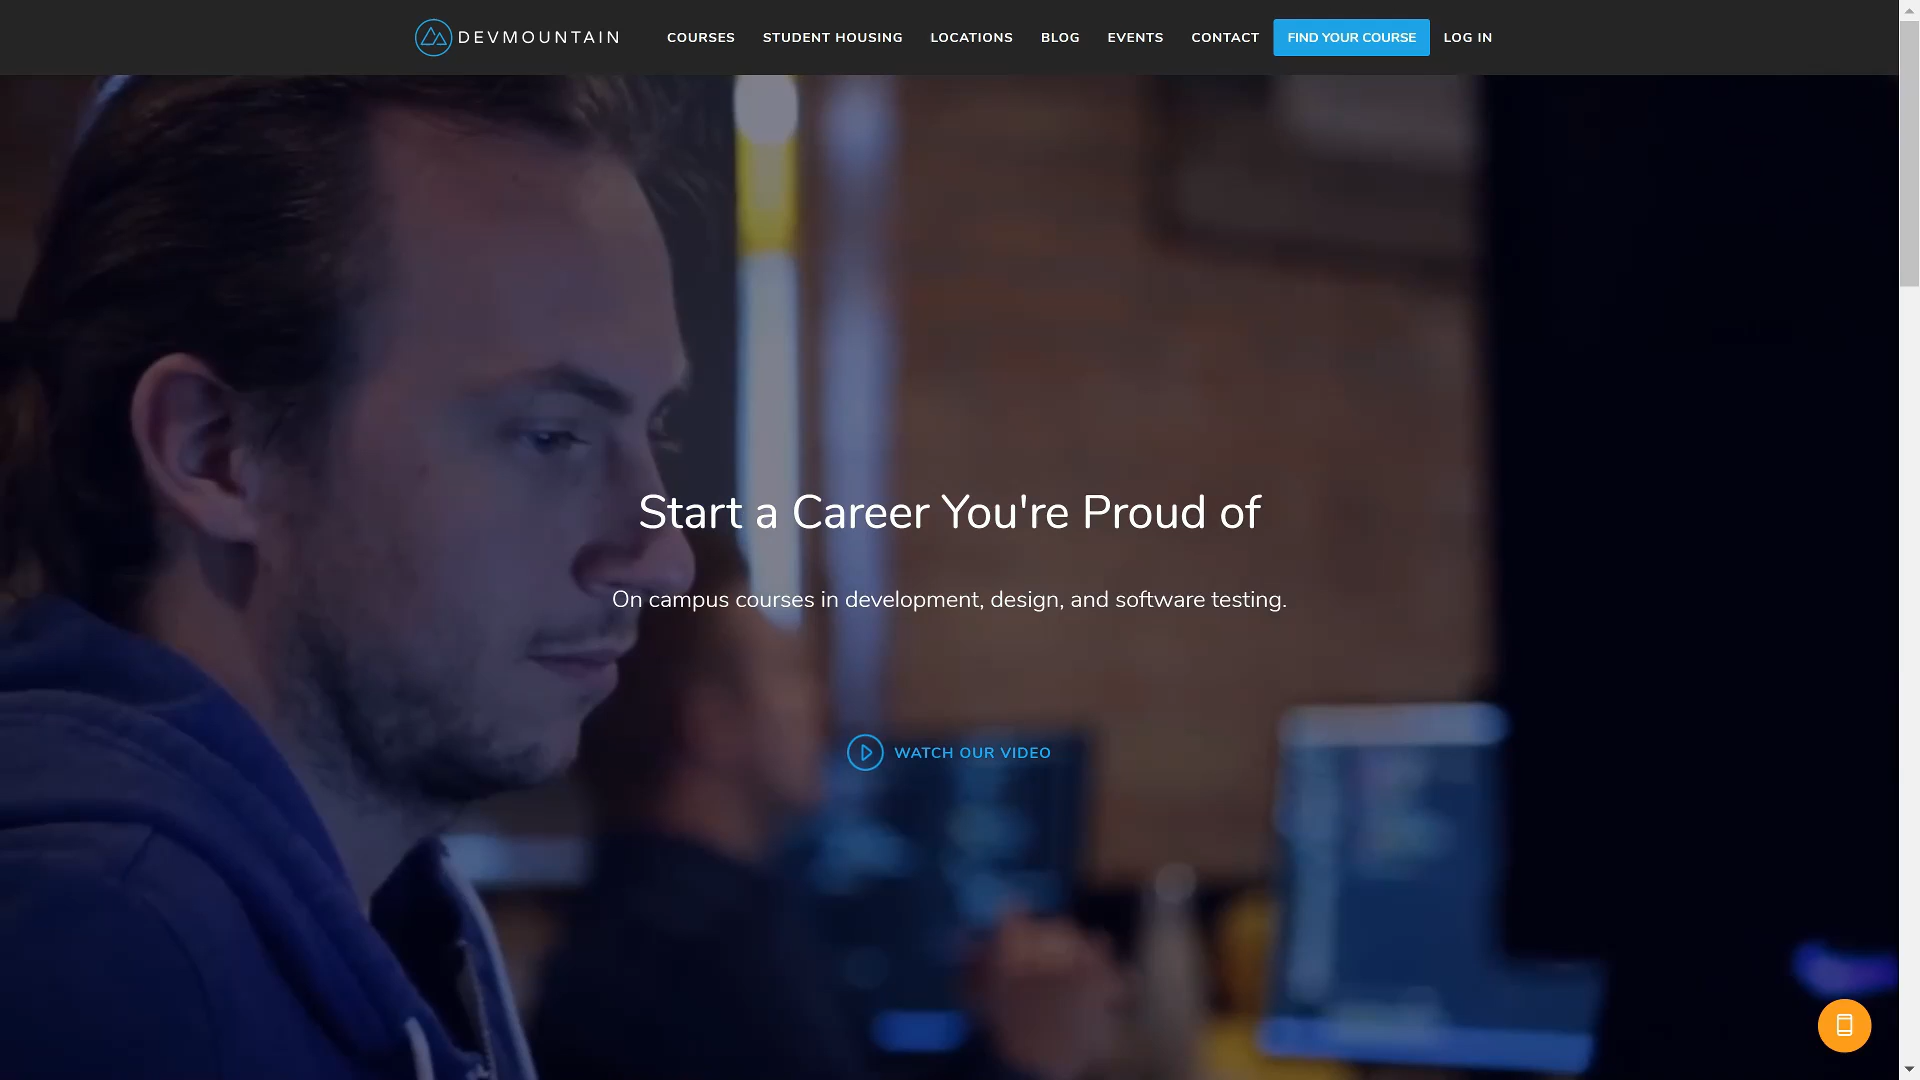 DEVMOUNTAIN COURSES STUDENT HOUSING LOCATIONS BLOG EVENTS CONTACT FIND YOUR COURSE LOG IN
Start a Career You're Proud of
On campus courses in development, design, and software testing.
WATCH OUR VIDEO